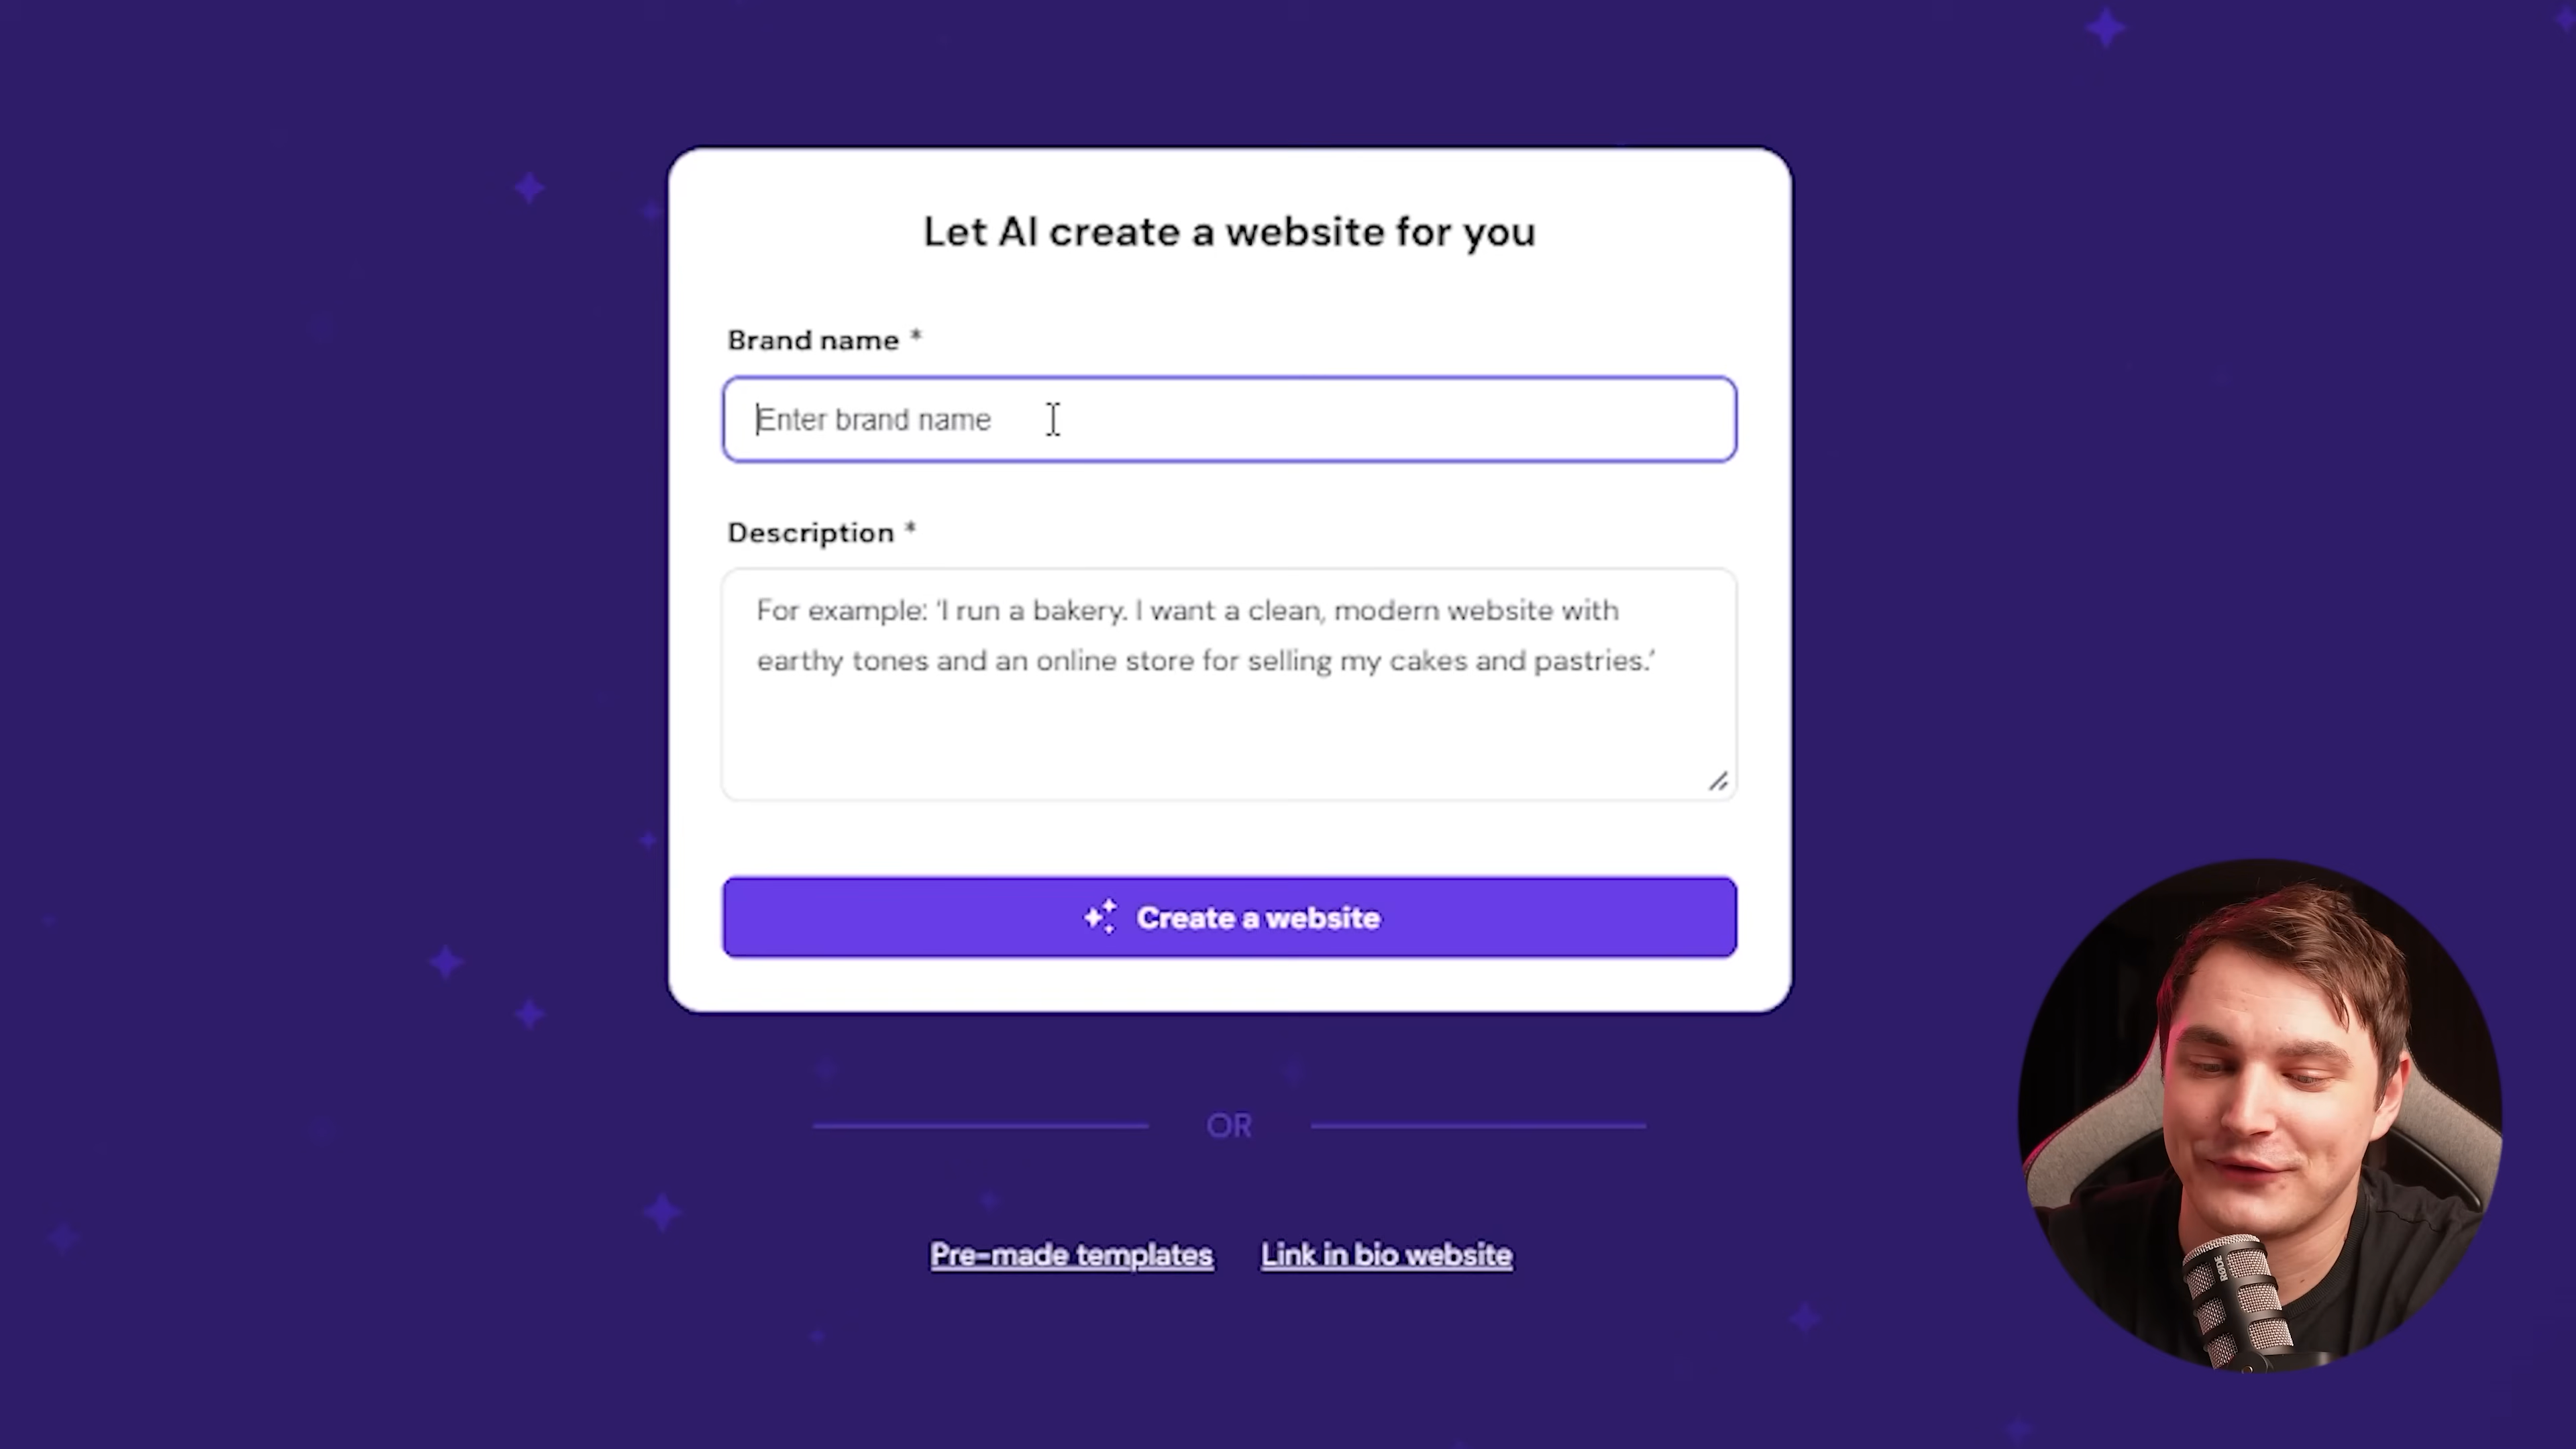 Let AI create a website for you
Brand name *
Enter brand name
Description *
For example: ‘I run a bakery. I want a clean, modern website with
earthy tones and an online store for selling my cakes and pastries.’
Create a website
OR
Pre-made templates Link in bio website
RØDE